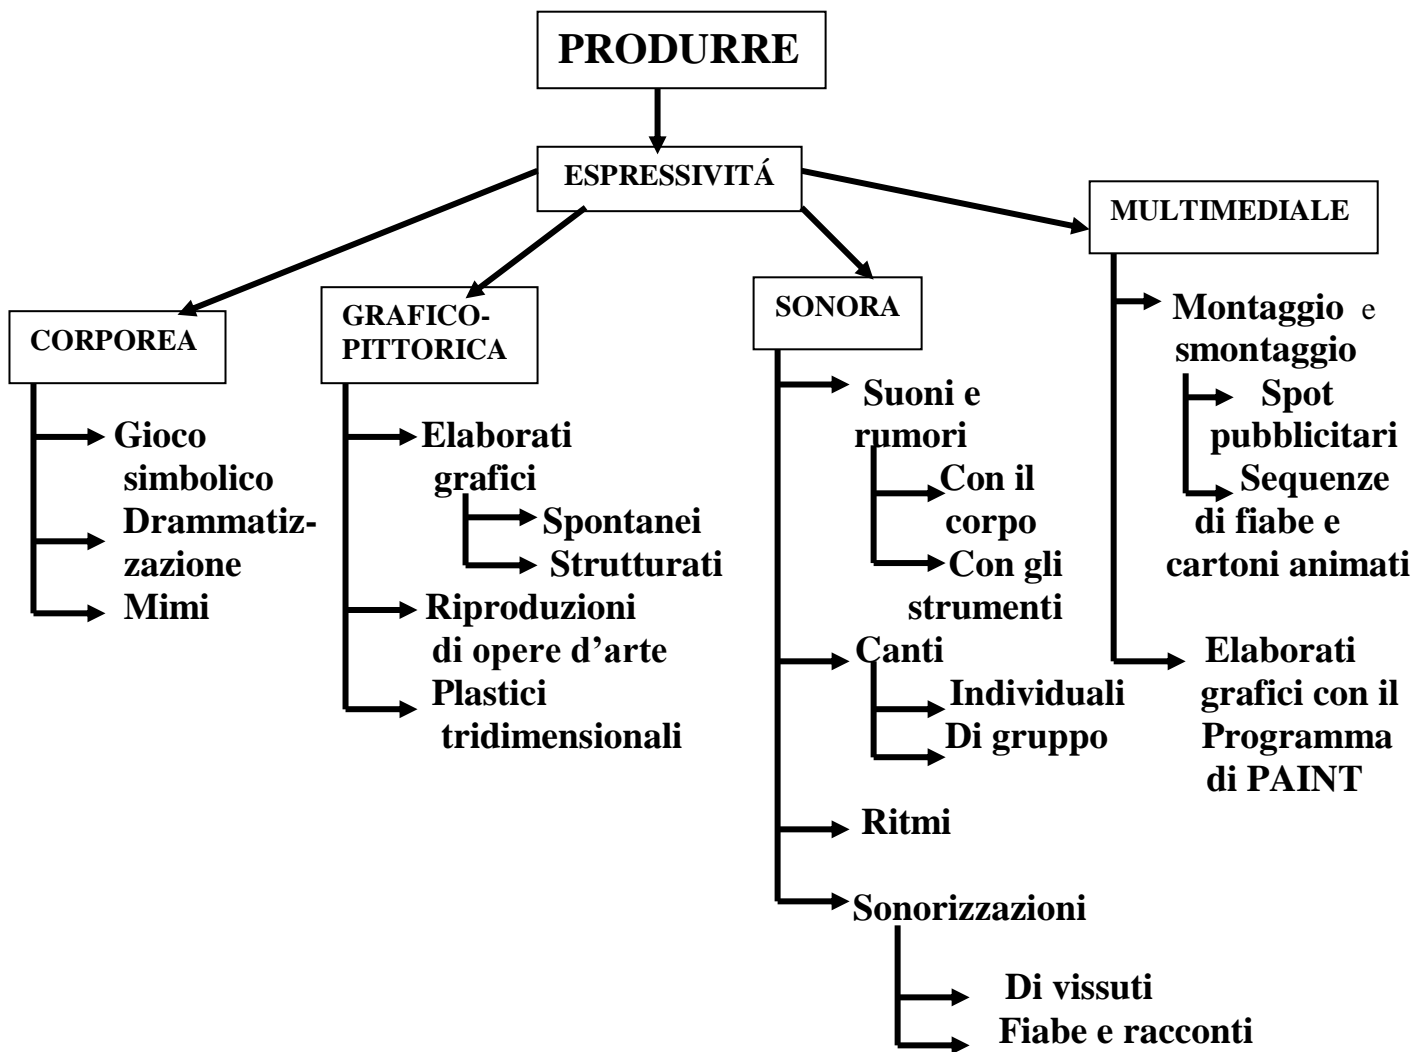 PRODURRE
ESPRESSIVITÁ
CORPOREA
Gioco
simbolico
Drammatiz-
zazione
Mimi
GRAFICO-
PITTORICA
Elaborati
grafici
Spontanei
Strutturati
Riproduzioni
di opere d’arte
Plastici
tridimensionali
SONORA
Suoni e
rumori
Con il
corpo
Con gli
strumenti
Canti
Individuali
Di gruppo
Ritmi
Sonorizzazioni
Di vissuti
Fiabe e racconti
MULTIMEDIALE
Montaggio e
smontaggio
Spot
pubblicitari
Sequenze
di fiabe e
cartoni animati
Elaborati
grafici con il
Programma
di PAINT